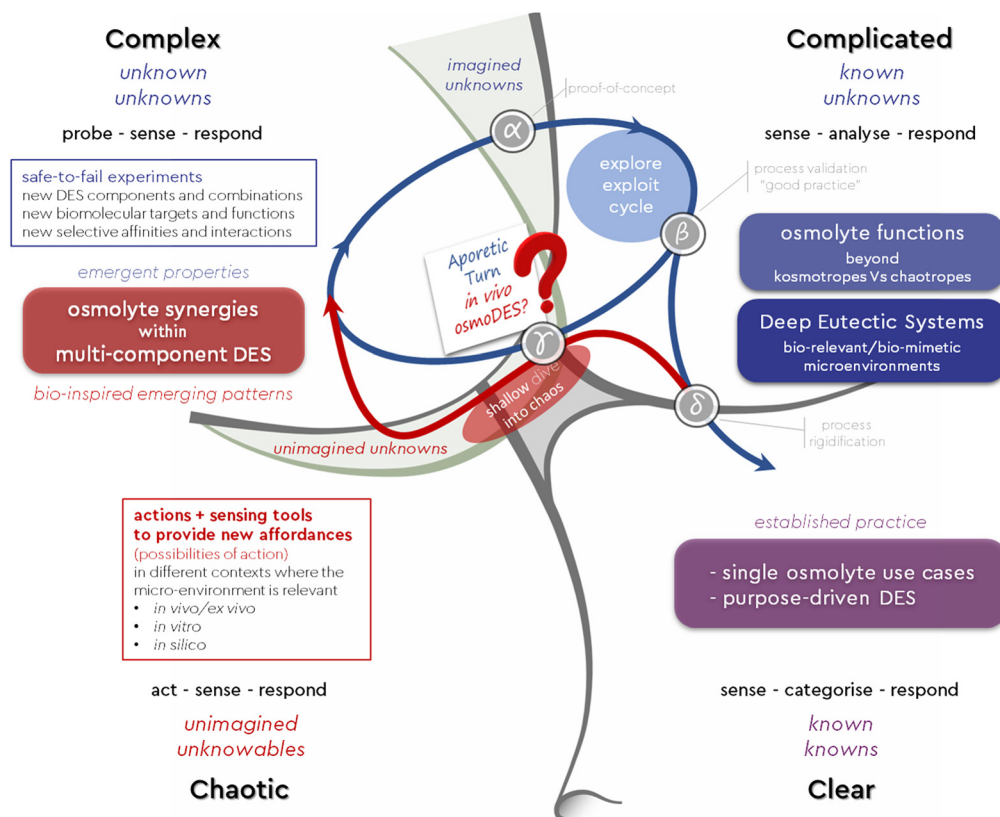 Complex
unknown
unknowns
probe - sense - respond
safe-to-fail experiments
new DES components and combinations
new biomolecular targets and functions
new selective affinities and interactions
emergent properties
osmolyte synergies
within
multi-component DES
bio-inspired emerging patterns
imagined
unknowns
α
proof-of-concept
explore
exploit
cycle
Complicated
known
unknowns
sense - analyse - respond
process validation
"good practice"
β
osmolyte functions
beyond
kosmotropes Vs chaotropes
Deep Eutectic Systems
bio-relevant/bio-mimetic
microenvironments
Aporetic
Turn
in vivo
osmoDES?
?
γ
shallow dive
into chaos
unimagined unknowns
δ
process
rigidification
actions + sensing tools
to provide new affordances
(possibilities of action)
in different contexts where the
micro-environment is relevant
• in vivo/ex vivo
• in vitro
• in silico
act - sense - respond
unimagined
unknowables
Chaotic
established practice
- single osmolyte use cases
- purpose-driven DES
sense - categorise - respond
known
knowns
Clear